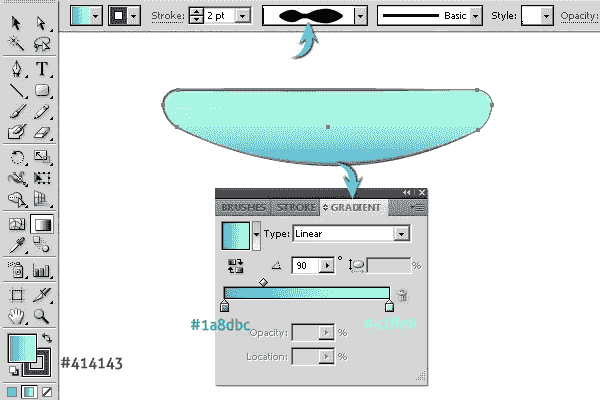 Stroke: 2 pt Basic Style: Opacity:
T
BRUSHES STROKE GRADIENT
Type: Linear
90 ° %
#1a8dbc
Opacity: %
Location: %
#414143